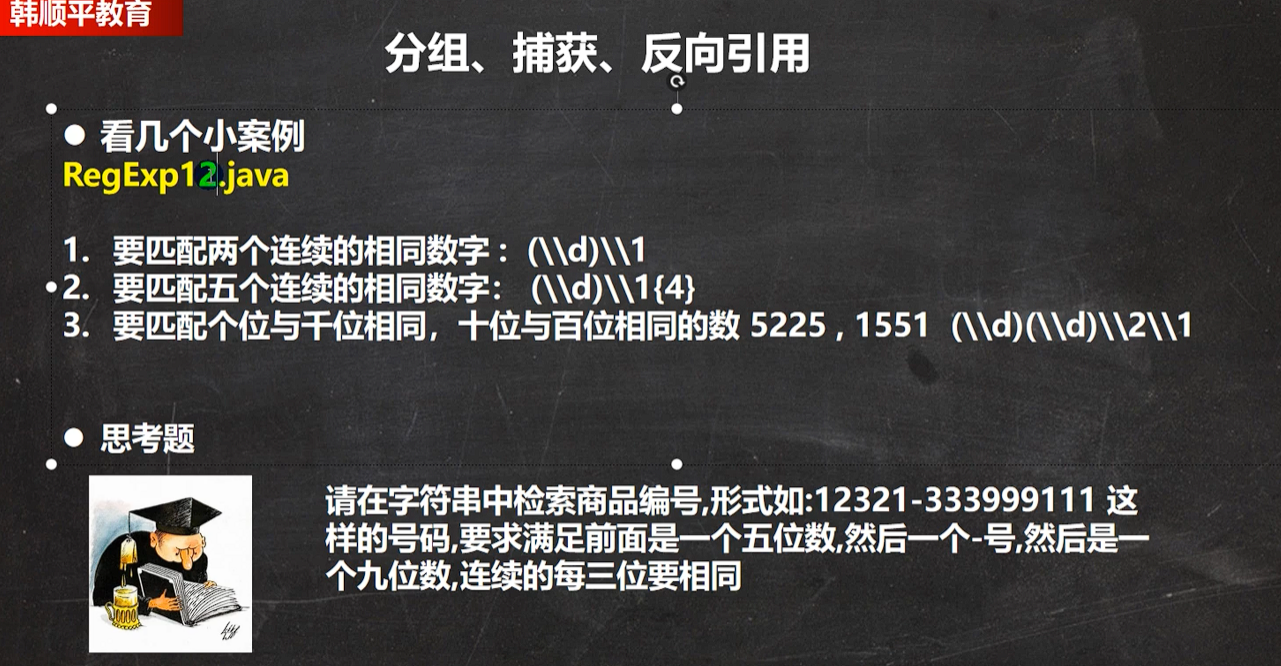 韩顺平教育
分组、捕获、反向引用
● 看几个小案例
RegExp12.java
1. 要匹配两个连续的相同数字 : (\\d)\\1
2. 要匹配五个连续的相同数字: (\\d)\\1{4}
3. 要匹配个位与千位相同，十位与百位相同的数 5225 , 1551 (\\d)(\\d)\\2\\1
● 思考题
请在字符串中检索商品编号,形式如:12321-333999111 这
样的号码,要求满足前面是一个五位数,然后一个-号,然后是一
个九位数,连续的每三位要相同